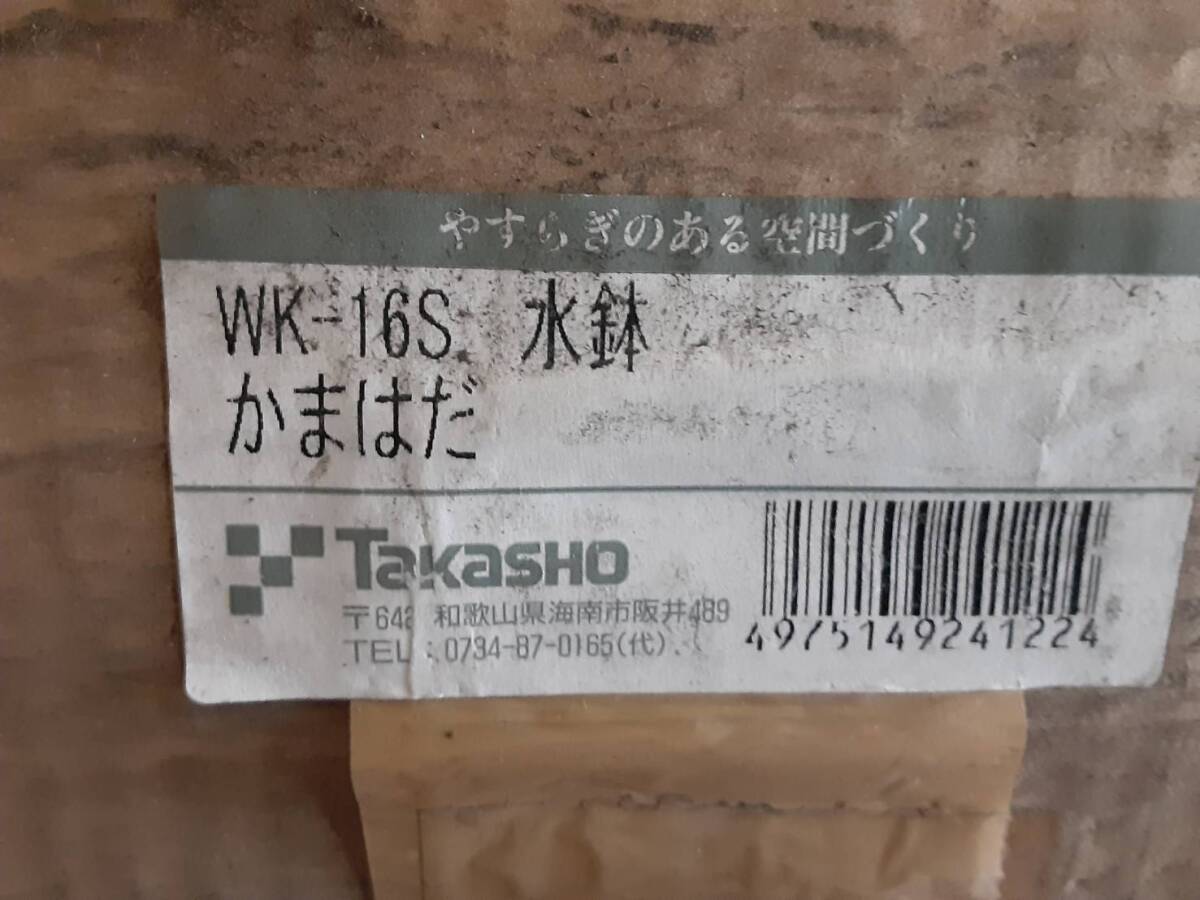 やすらぎのある空間づくり
WK-16S 水鉢
かまはだ
TAKASHO
〒642 和歌山県海南市阪井489
TEL:0734-87-0165(代)
4975149241224